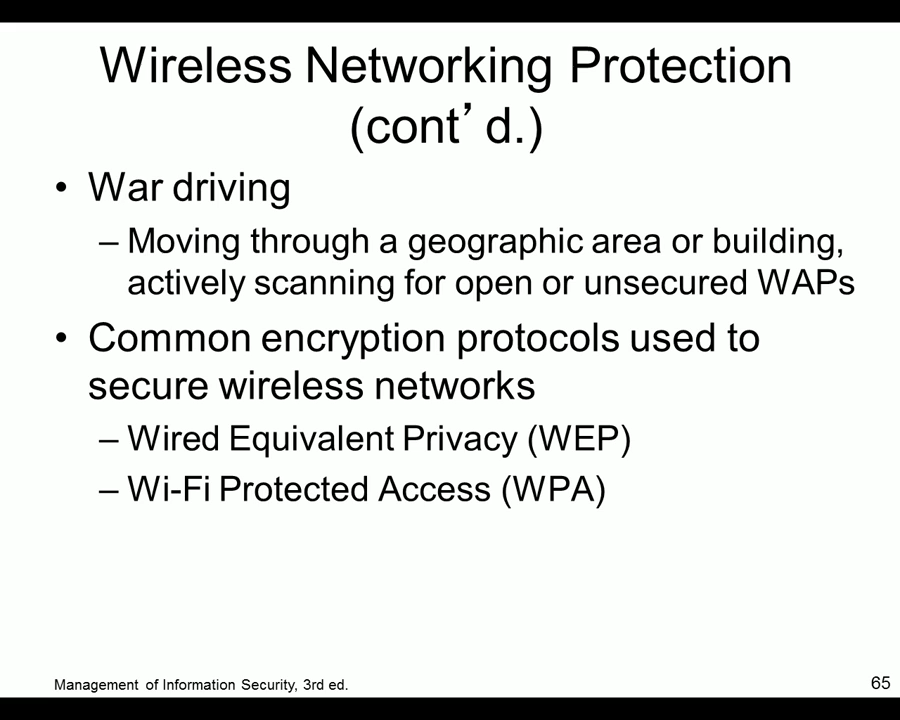 Wireless Networking Protection
(cont’d.)
• War driving
– Moving through a geographic area or building,
actively scanning for open or unsecured WAPs
• Common encryption protocols used to
secure wireless networks
– Wired Equivalent Privacy (WEP)
– Wi-Fi Protected Access (WPA)
Management of Information Security, 3rd ed.
65